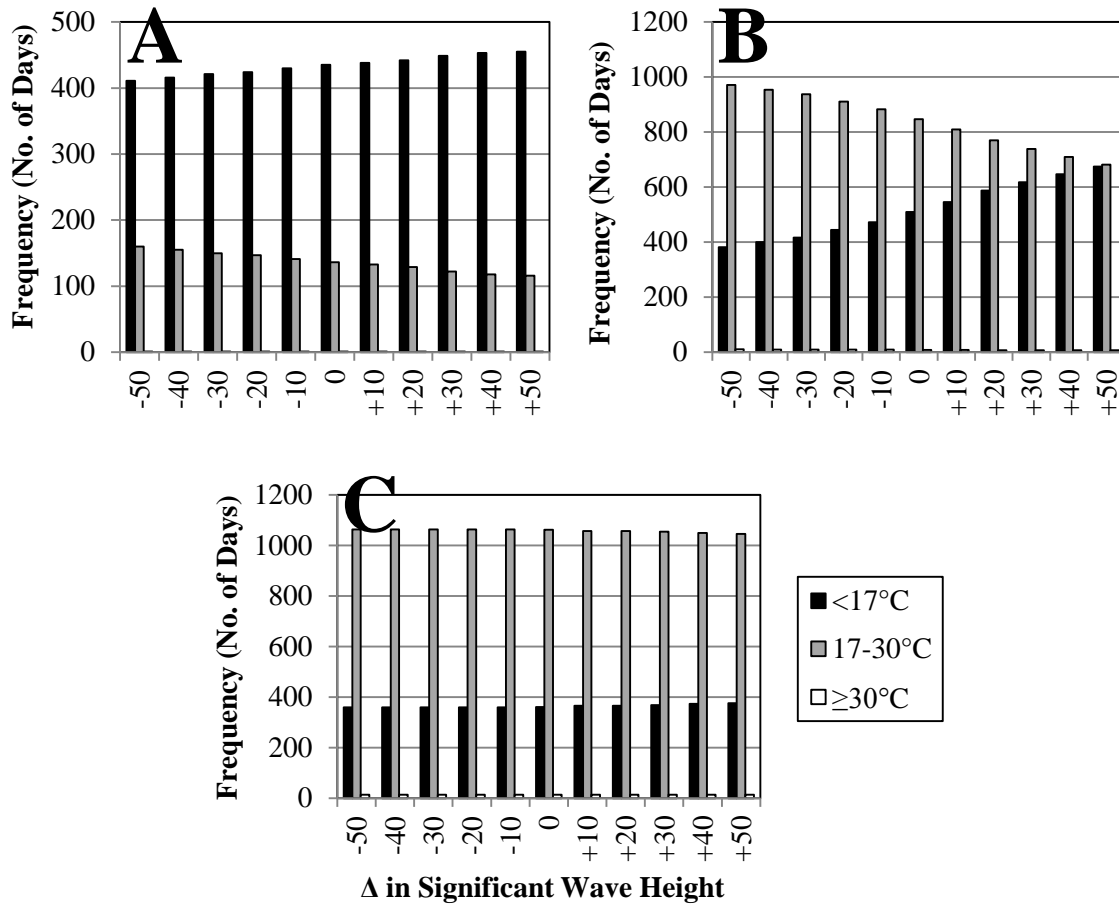 A
Frequency (No. of Days)
500
400
300
200
100
0
-50 -40 -30 -20 -10 0 +10 +20 +30 +40 +50
B
Frequency (No. of Days)
1200
1000
800
600
400
200
0
-50 -40 -30 -20 -10 0 +10 +20 +30 +40 +50
C
Frequency (No. of Days)
1200
1000
800
600
400
200
0
-50 -40 -30 -20 -10 0 +10 +20 +30 +40 +50
Δ in Significant Wave Height
<17°C
17-30°C
≥30°C